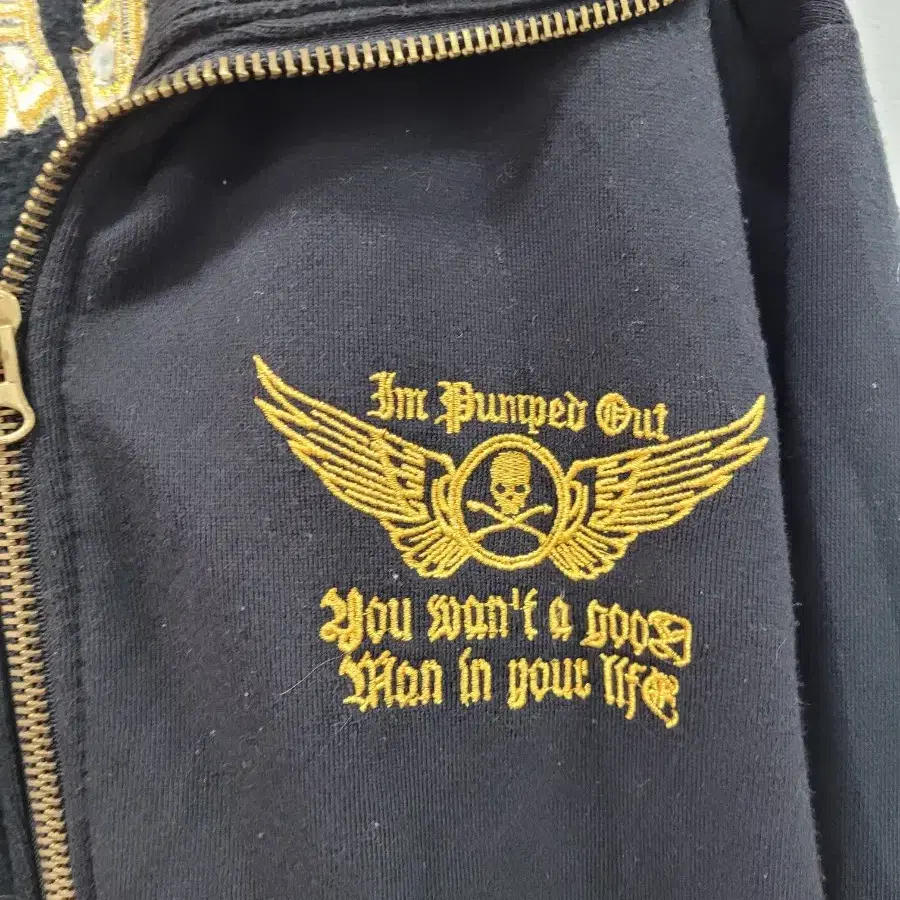 Im Pumped Out
You wan't a gooD
Man in your lifE